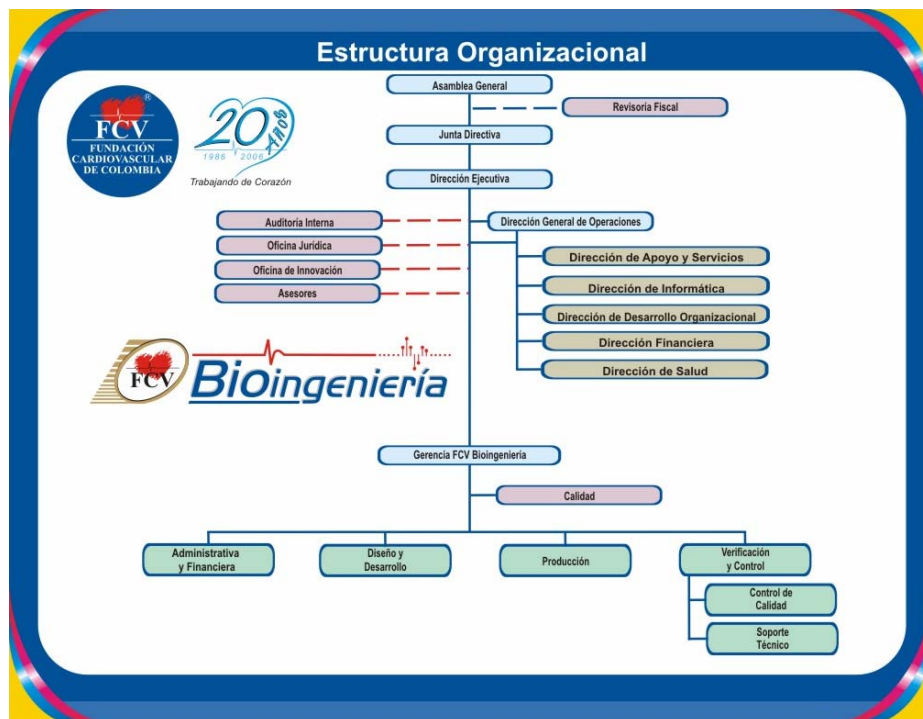 Estructura Organizacional
Asamblea General
Revisoría Fiscal
Junta Directiva
Dirección Ejecutiva
®
FCV
FUNDACIÓN
CARDIOVASCULAR
DE COLOMBIA
20 Años
1986 2006
Trabajando de Corazón
Auditoría Interna
Oficina Jurídica
Oficina de Innovación
Asesores
Dirección General de Operaciones
Dirección de Apoyo y Servicios
Dirección de Informática
Dirección de Desarrollo Organizacional
Dirección Financiera
Dirección de Salud
FCV
Bioingeniería
Gerencia FCV Bioingeniería
Calidad
Administrativa
y Financiera
Diseño y
Desarrollo
Producción
Verificación
y Control
Control de
Calidad
Soporte
Técnico